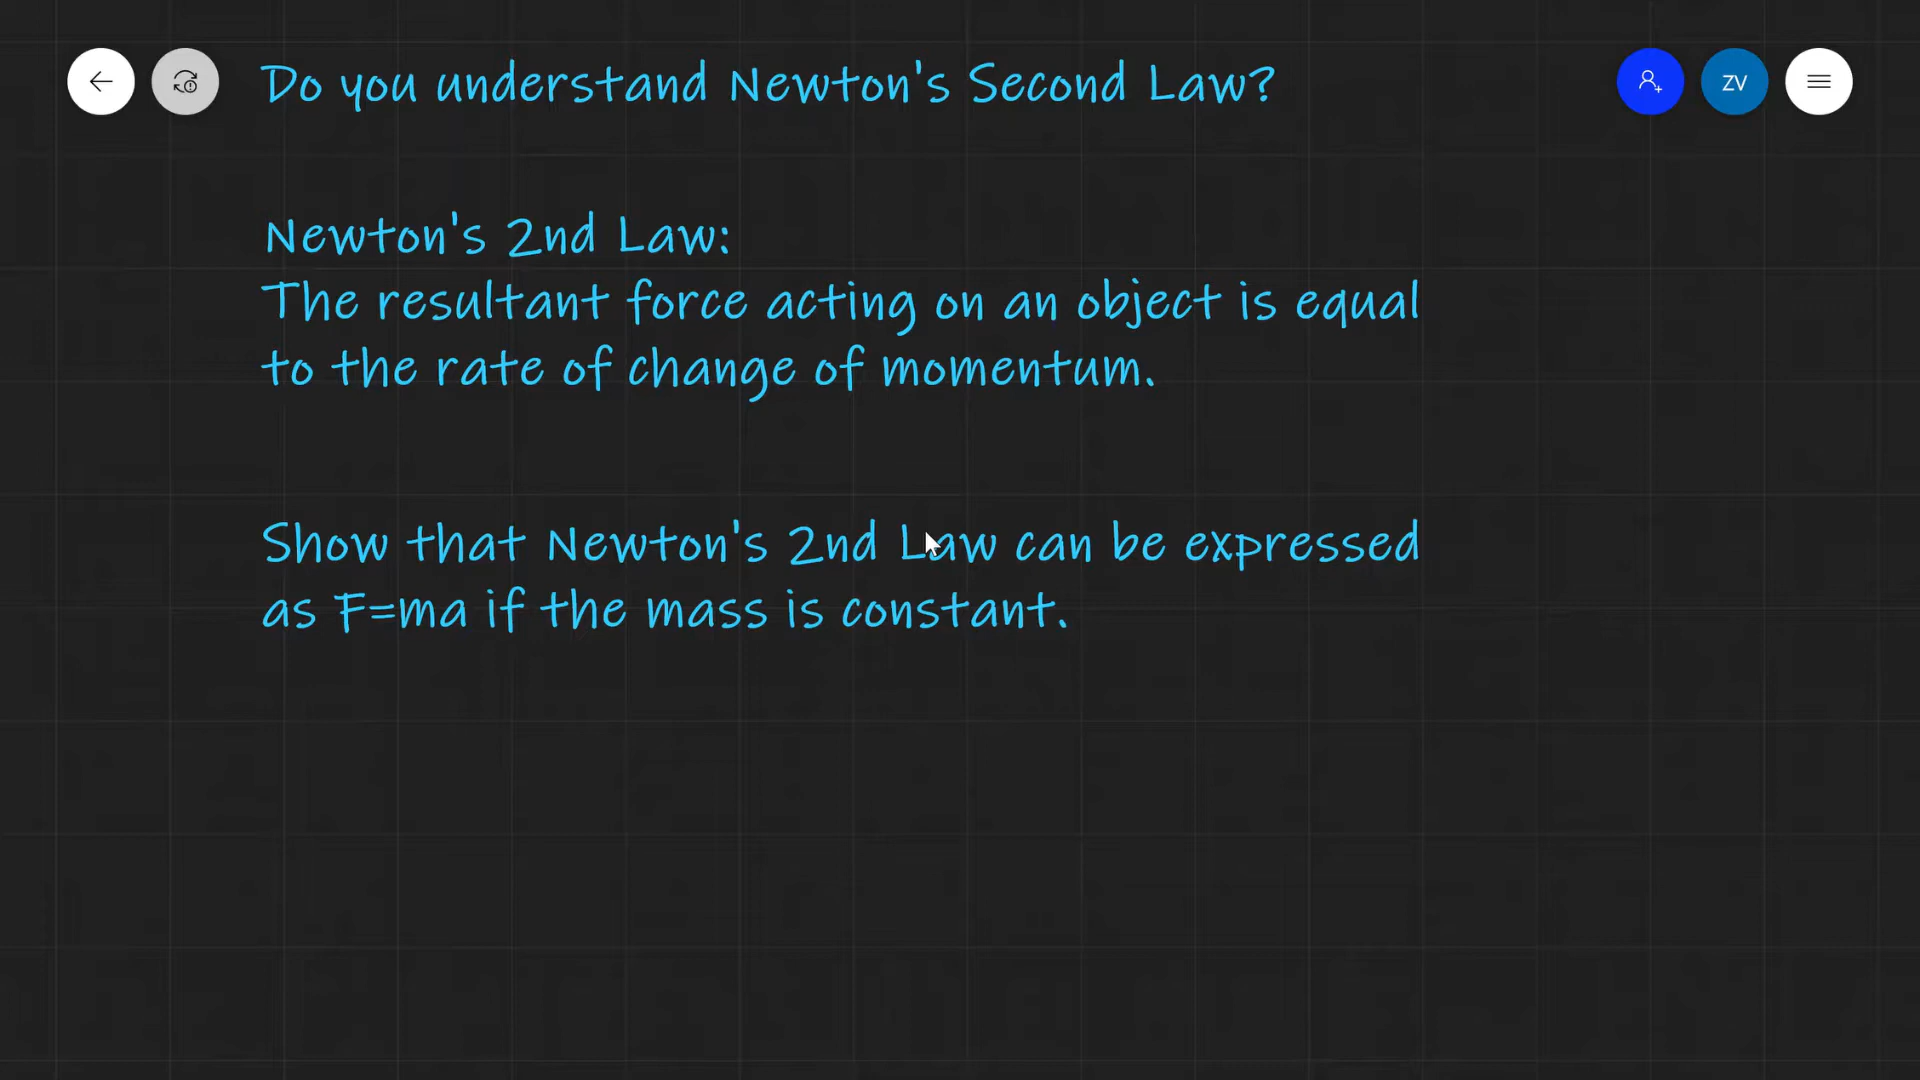 Do you understand Newton's Second Law?
ZV
Newton's 2nd Law:
The resultant force acting on an object is equal
to the rate of change of momentum.
Show that Newton's 2nd Law can be expressed
as F=ma if the mass is constant.